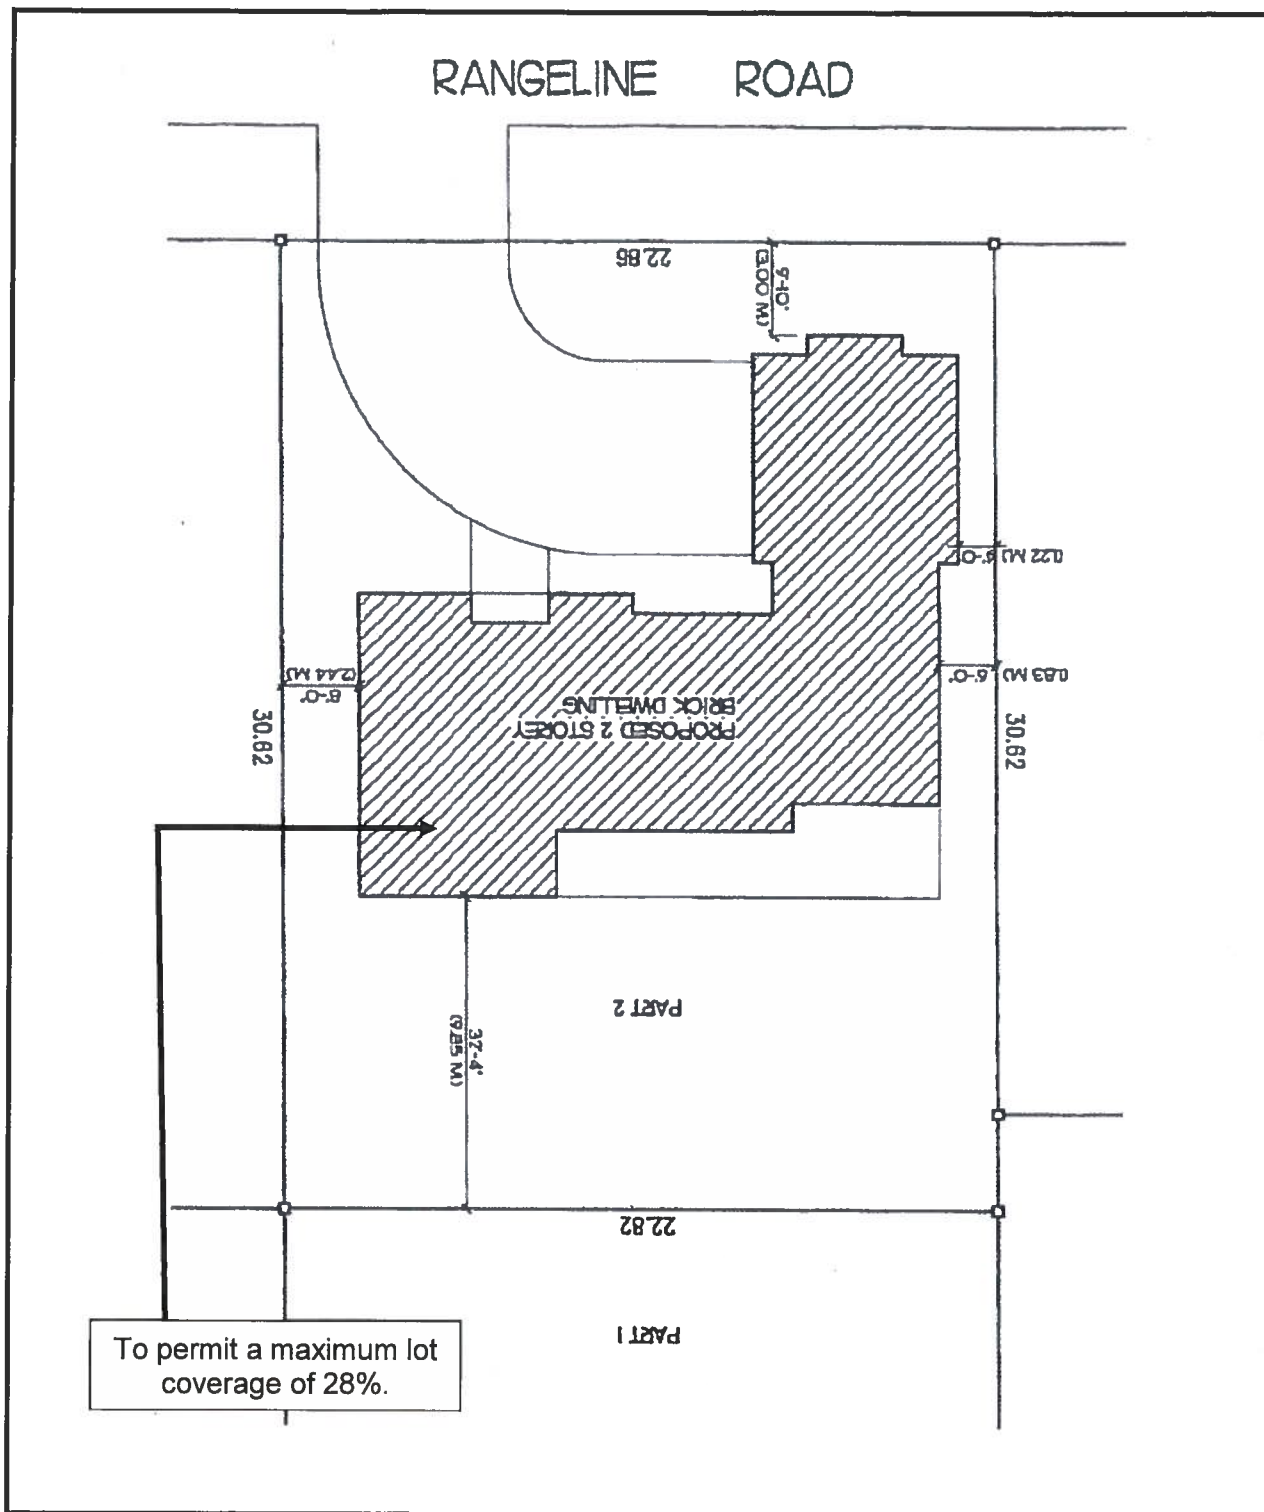 RANGELINE ROAD
22.86
9'-10"
(3.00 M)
(1.22 M) 4'-0"
(1.83 M) 6'-0"
8'-0"
(2.44 M)
30.62
30.62
PROPOSED 2 STOREY
BRICK DWELLING
PART 2
37'-4"
(9.85 M)
22.82
PART 1
To permit a maximum lot
coverage of 28%.